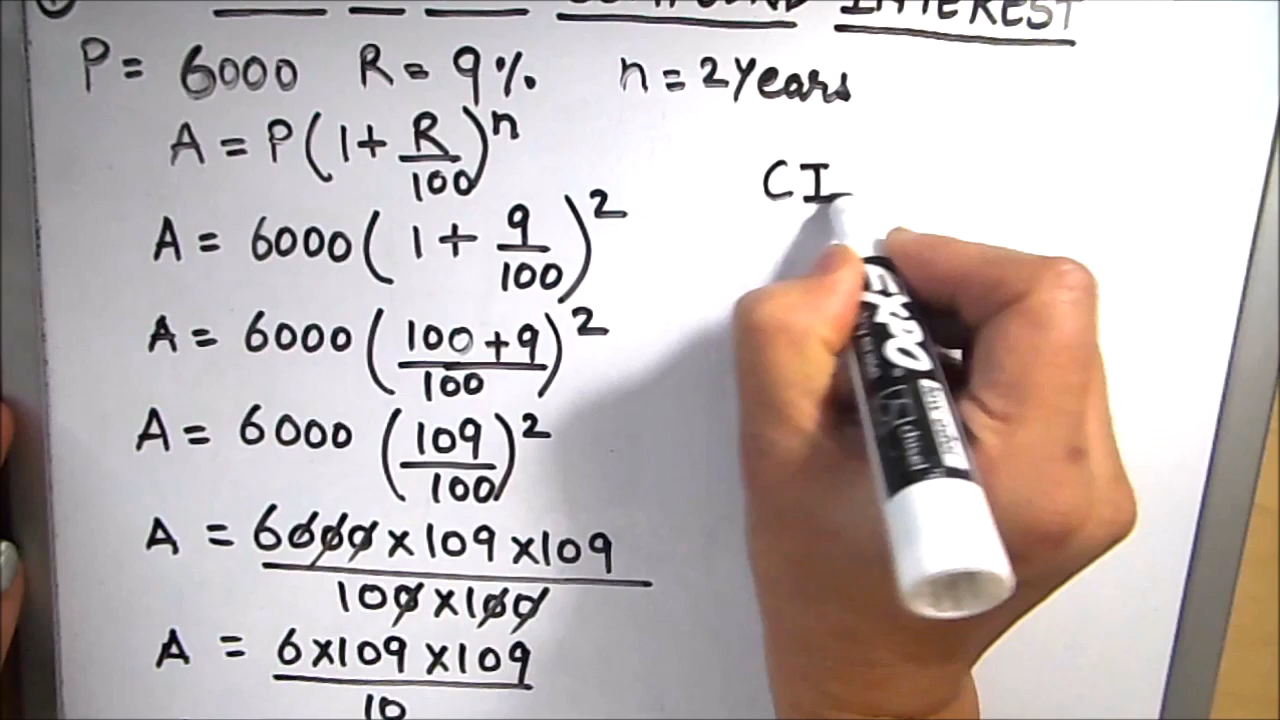 INTEREST
P = 6000 R = 9% n = 2 Years
A = P(1 + R/100)^n
CI
A = 6000(1 + 9/100)^2
A = 6000((100 + 9)/100)^2
A = 6000(109/100)^2
A = 6000 x 109 x 109
100 x 100
A = 6 x 109 x 109
10
EXPO
chisel